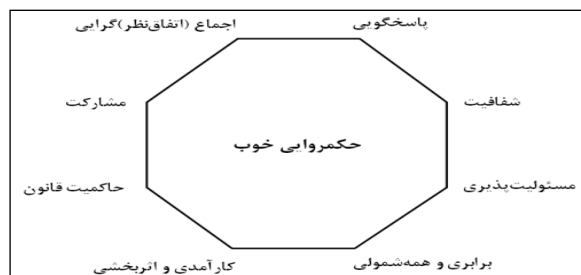 پاسخگویی
اجماع (اتفاق‌نظر)گرایی
شفافیت
مشارکت
حکمروایی خوب
مسئولیت‌پذیری
حاکمیت قانون
برابری و همه‌شمولی
کارآمدی و اثربخشی